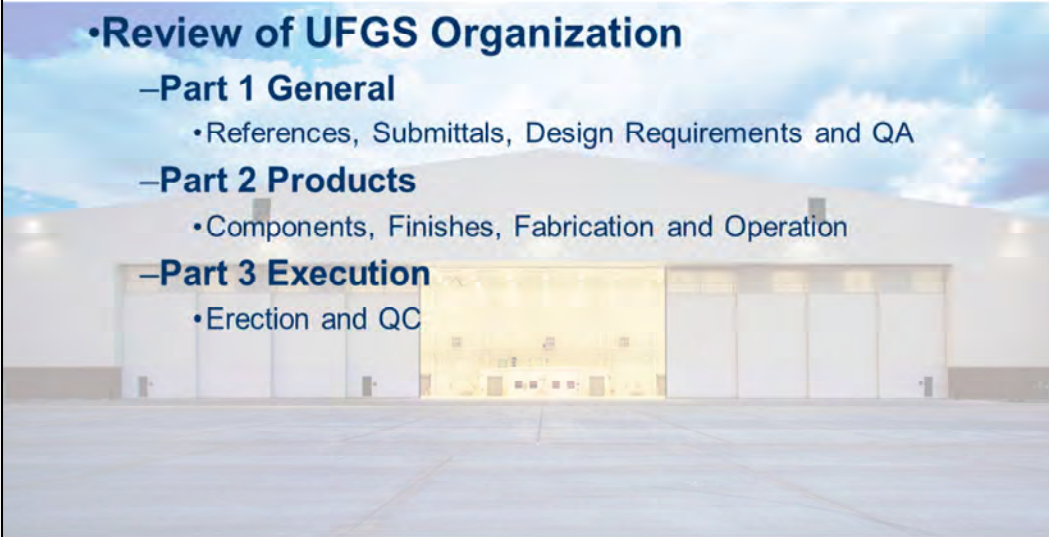 •Review of UFGS Organization
–Part 1 General
•References, Submittals, Design Requirements and QA
–Part 2 Products
•Components, Finishes, Fabrication and Operation
–Part 3 Execution
•Erection and QC